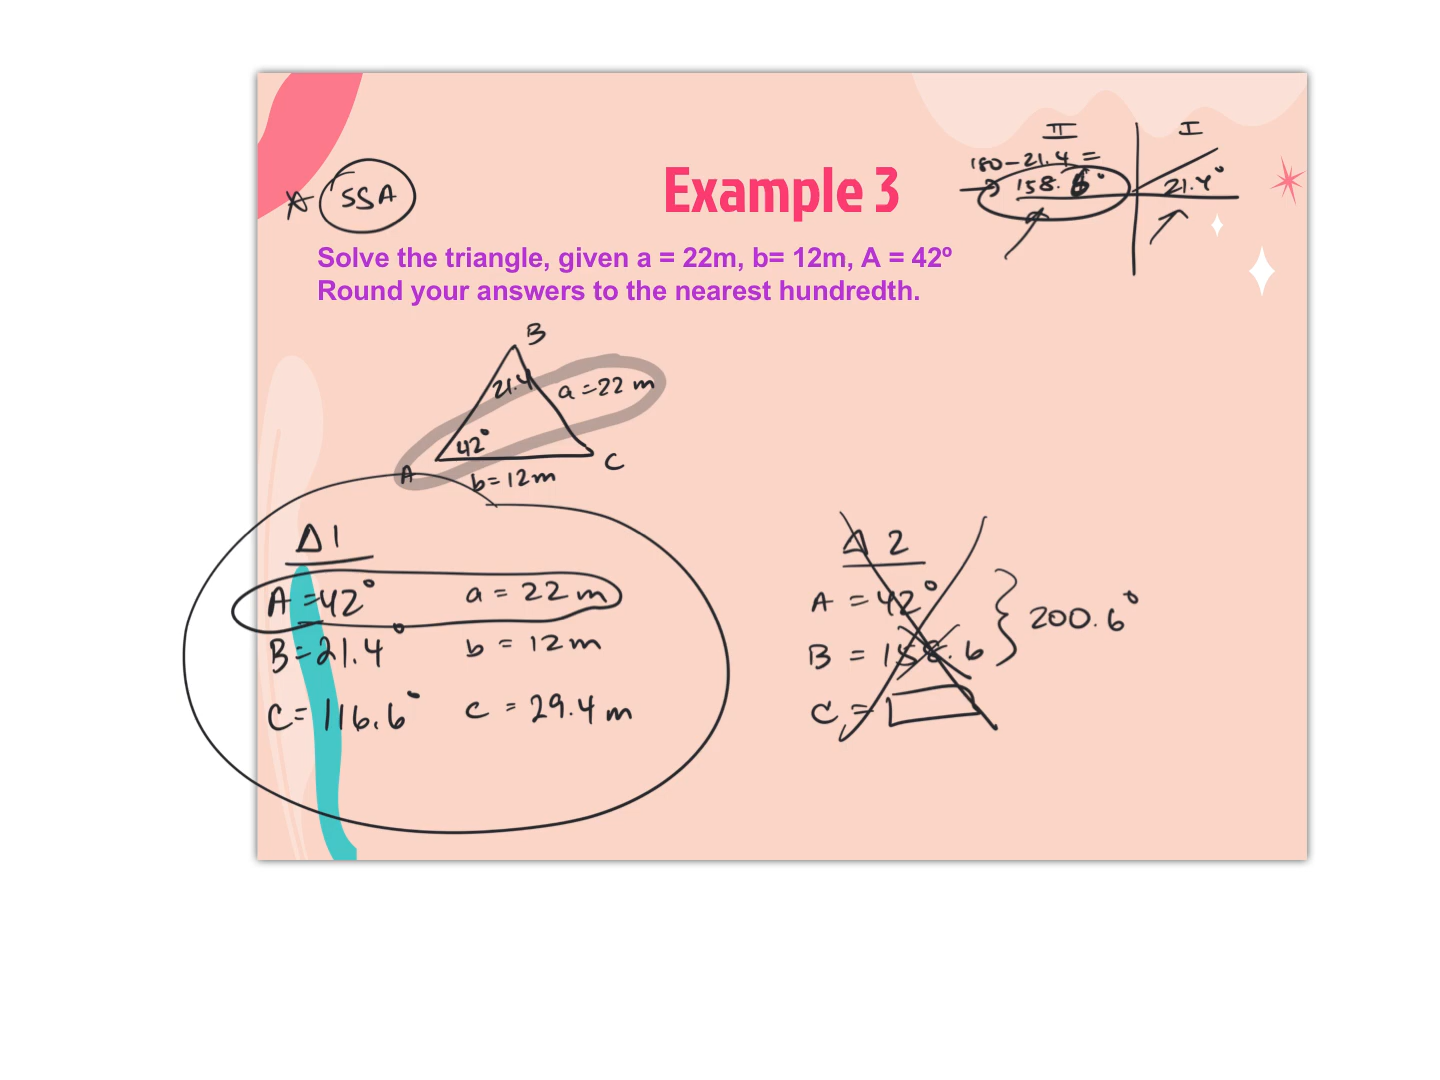 II
I
180-21.4 =
158.6°
21.4°
SSA
Example 3
Solve the triangle, given a = 22m, b= 12m, A = 42º
Round your answers to the nearest hundredth.
B
21.4
a = 22 m
42°
A
C
b = 12m
Δ1
A = 42° a = 22 m
B = 21.4° b = 12m
C = 116.6° c = 29.4 m
Δ 2
A = 42°
B = 158.6
200.6°
C =